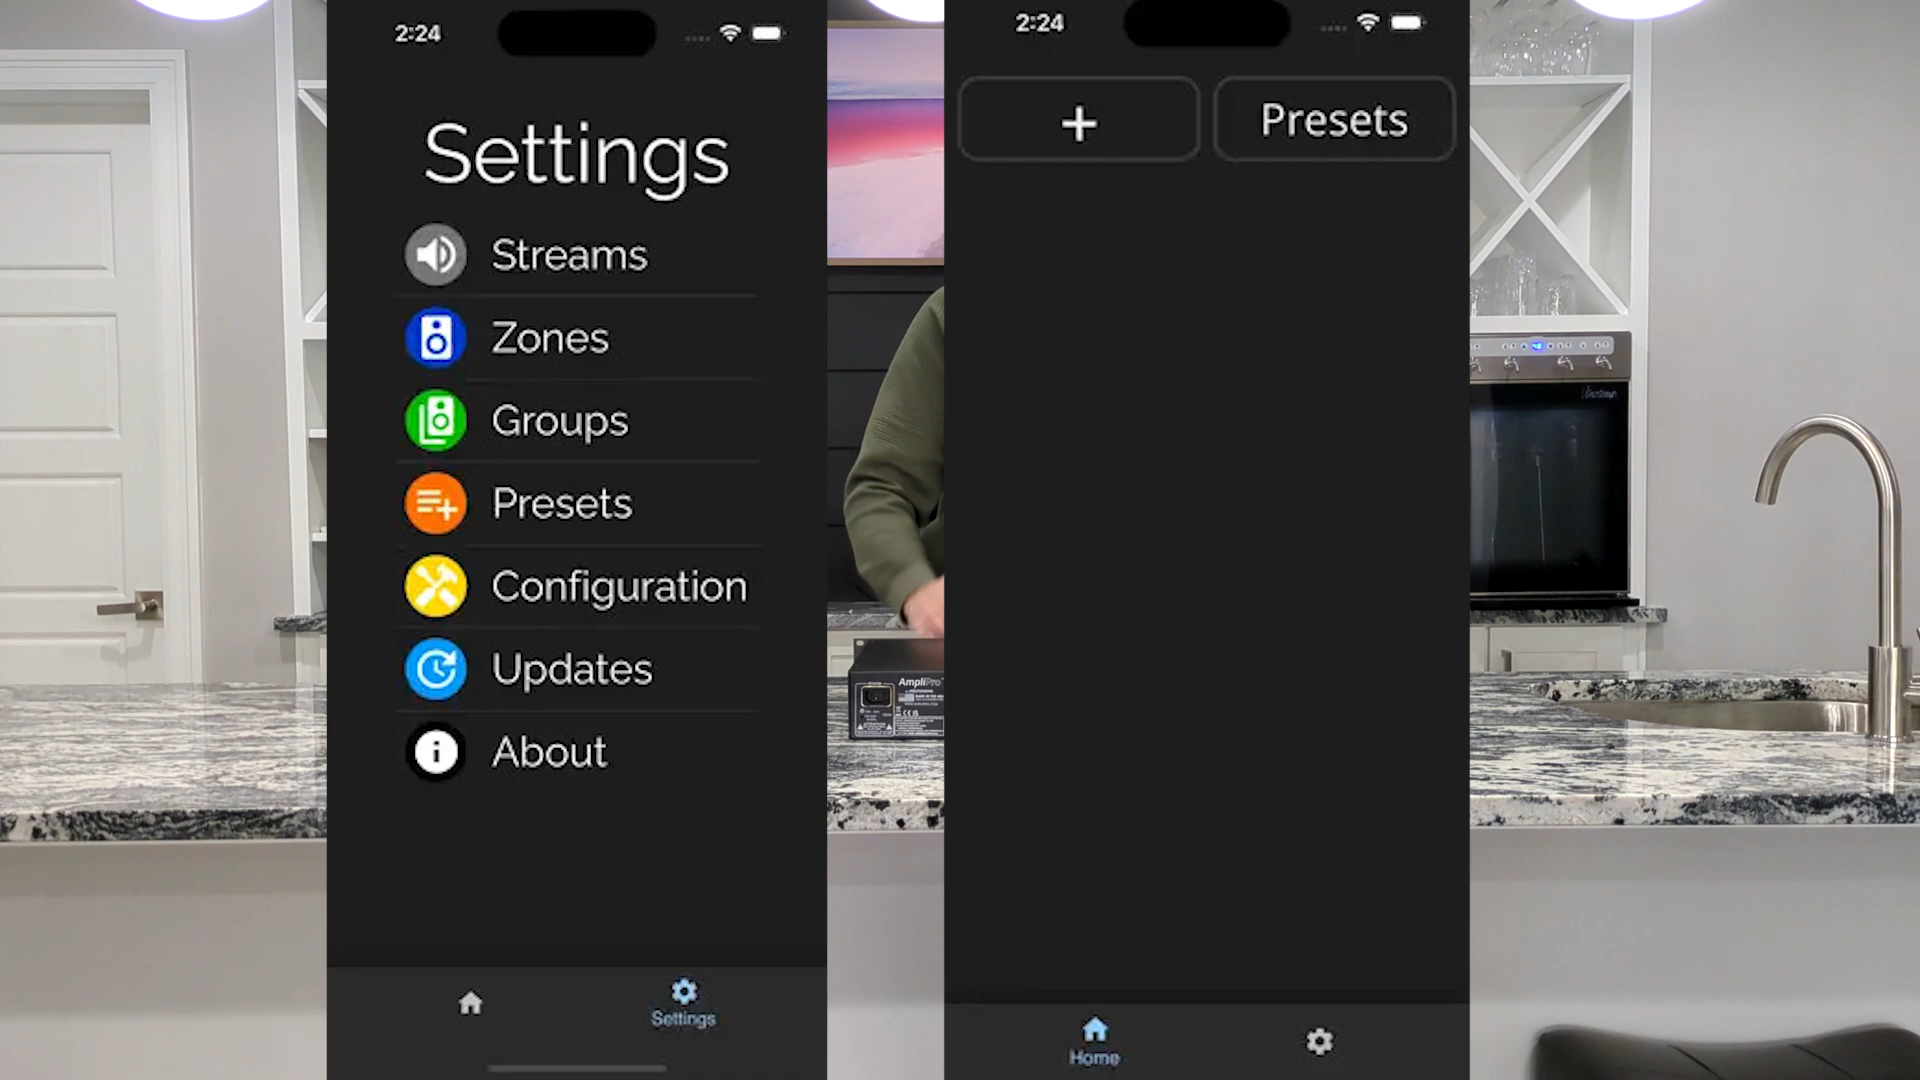 2:24
Settings
Streams
Zones
Groups
Presets
Configuration
Updates
About
Settings
2:24
+
Presets
Home
AmpliPro